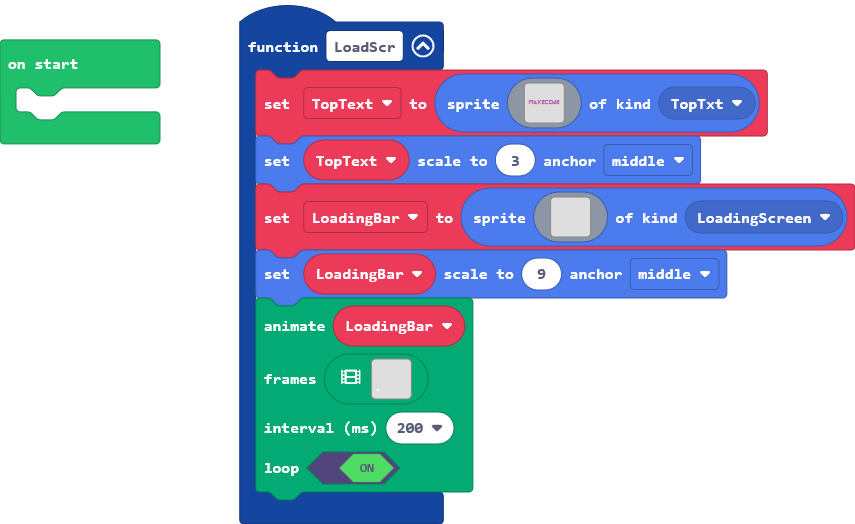 on start
function LoadScr
set TopText to sprite MAKECODE of kind TopTxt
set TopText scale to 3 anchor middle
set LoadingBar to sprite of kind LoadingScreen
set LoadingBar scale to 9 anchor middle
animate LoadingBar
frames
interval (ms) 200
loop ON